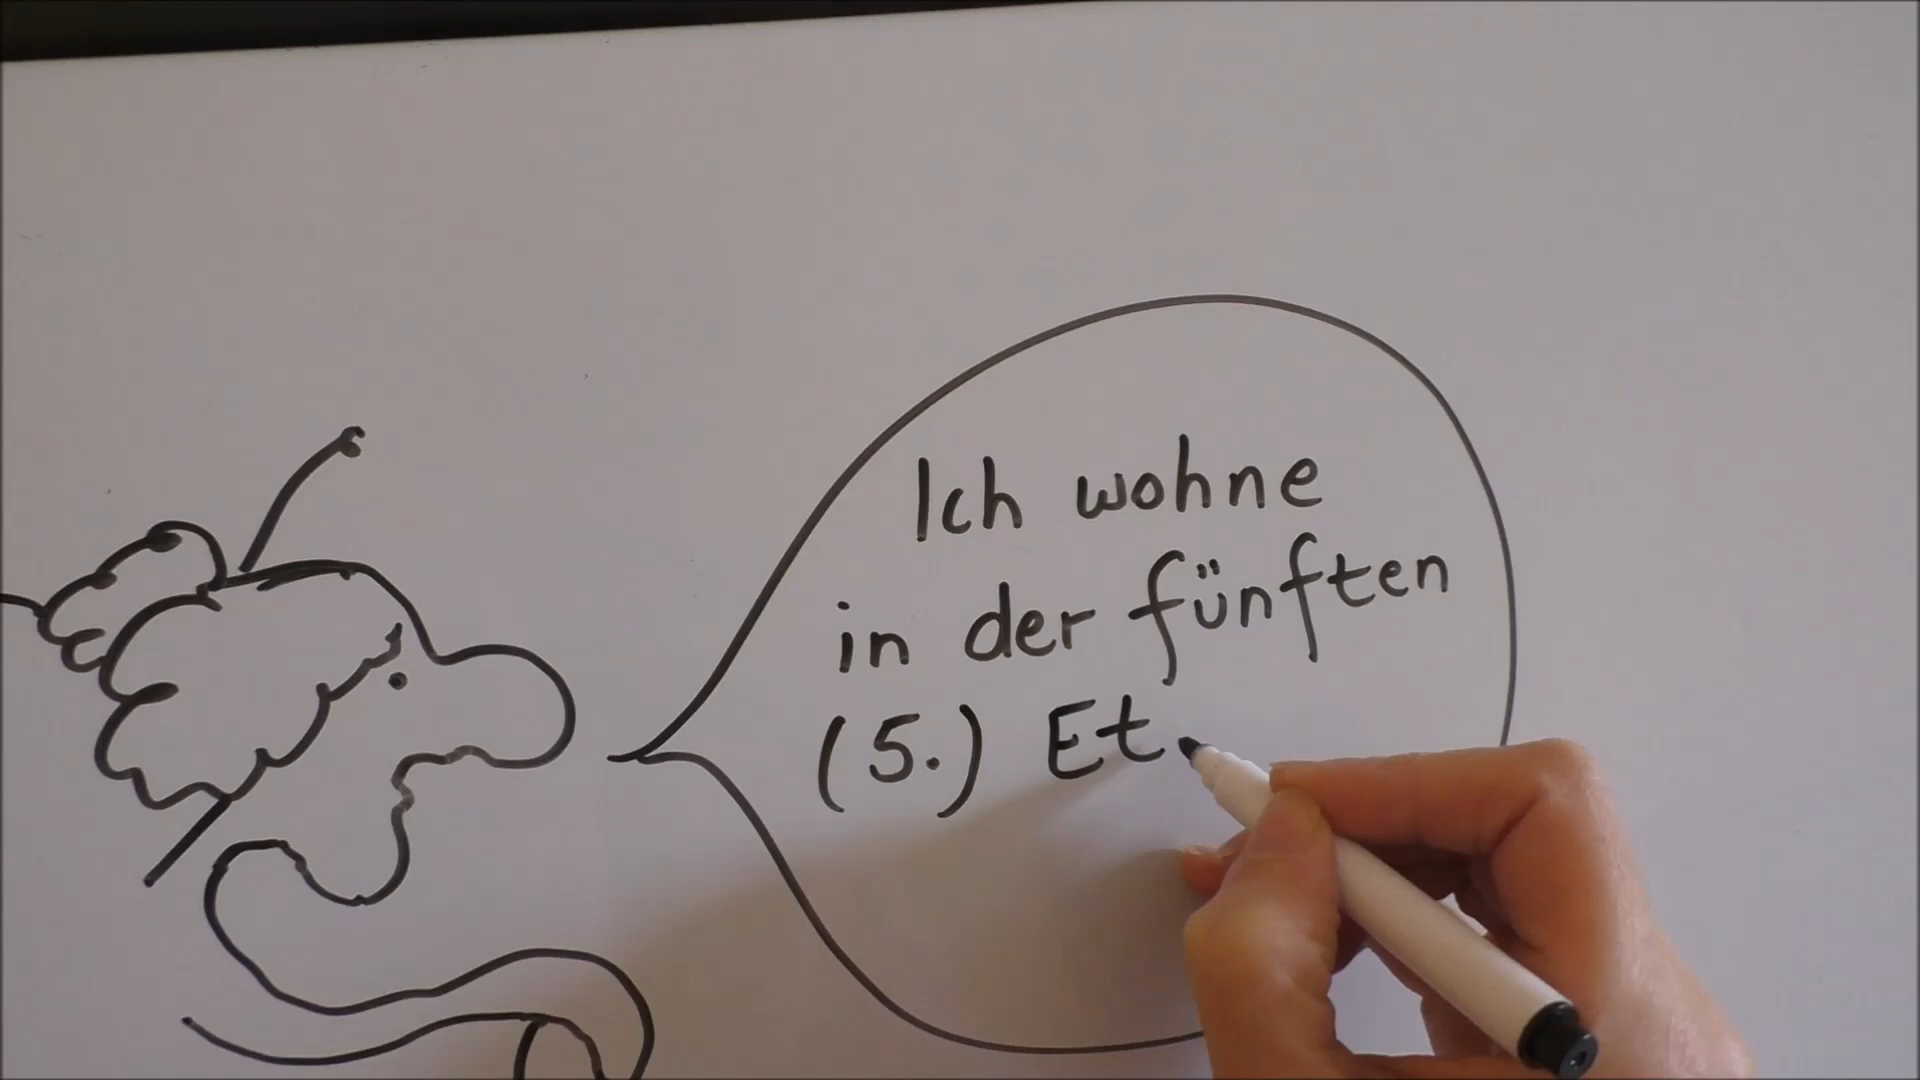 Ich wohne
in der fünften
(5.) Et